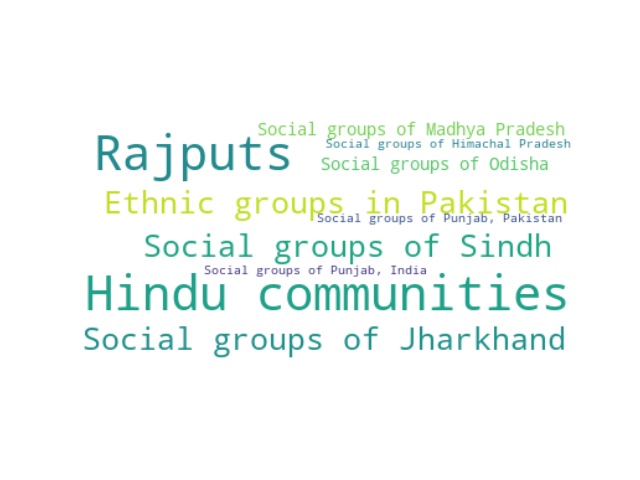 Social groups of Madhya Pradesh
Rajputs
Social groups of Himachal Pradesh
Social groups of Odisha
Ethnic groups in Pakistan
Social groups of Punjab, Pakistan
Social groups of Sindh
Social groups of Punjab, India
Hindu communities
Social groups of Jharkhand